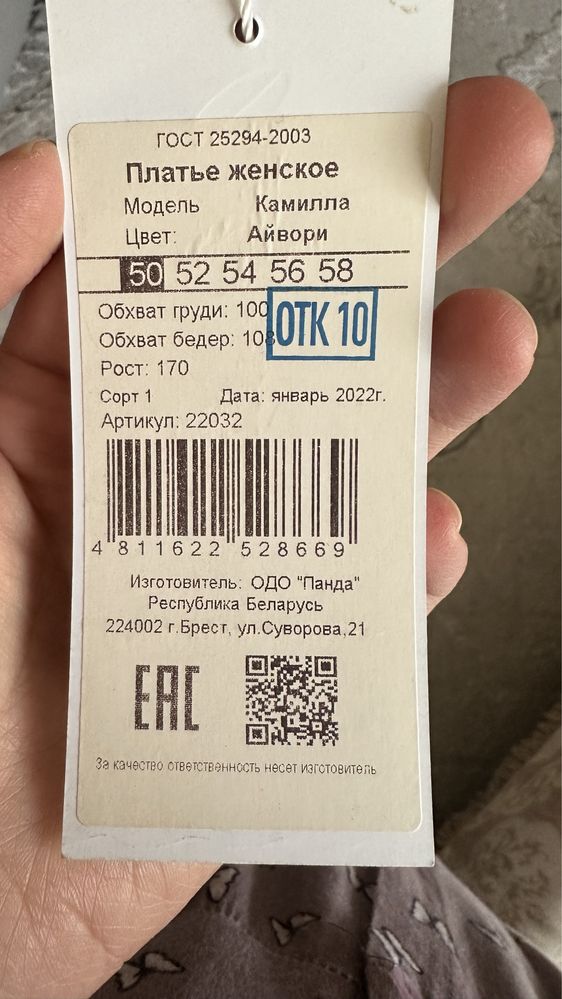 ГОСТ 25294-2003
Платье женское
Модель Камилла
Цвет: Айвори
50 52 54 56 58
Обхват груди: 100
Обхват бедер: 108
ОТК 10
Рост: 170
Сорт 1 Дата: январь 2022г.
Артикул: 22032
4 811622 528669
Изготовитель: ОДО "Панда"
Республика Беларусь
224002 г.Брест, ул.Суворова,21
ЕАС
За качество ответственность несет изготовитель